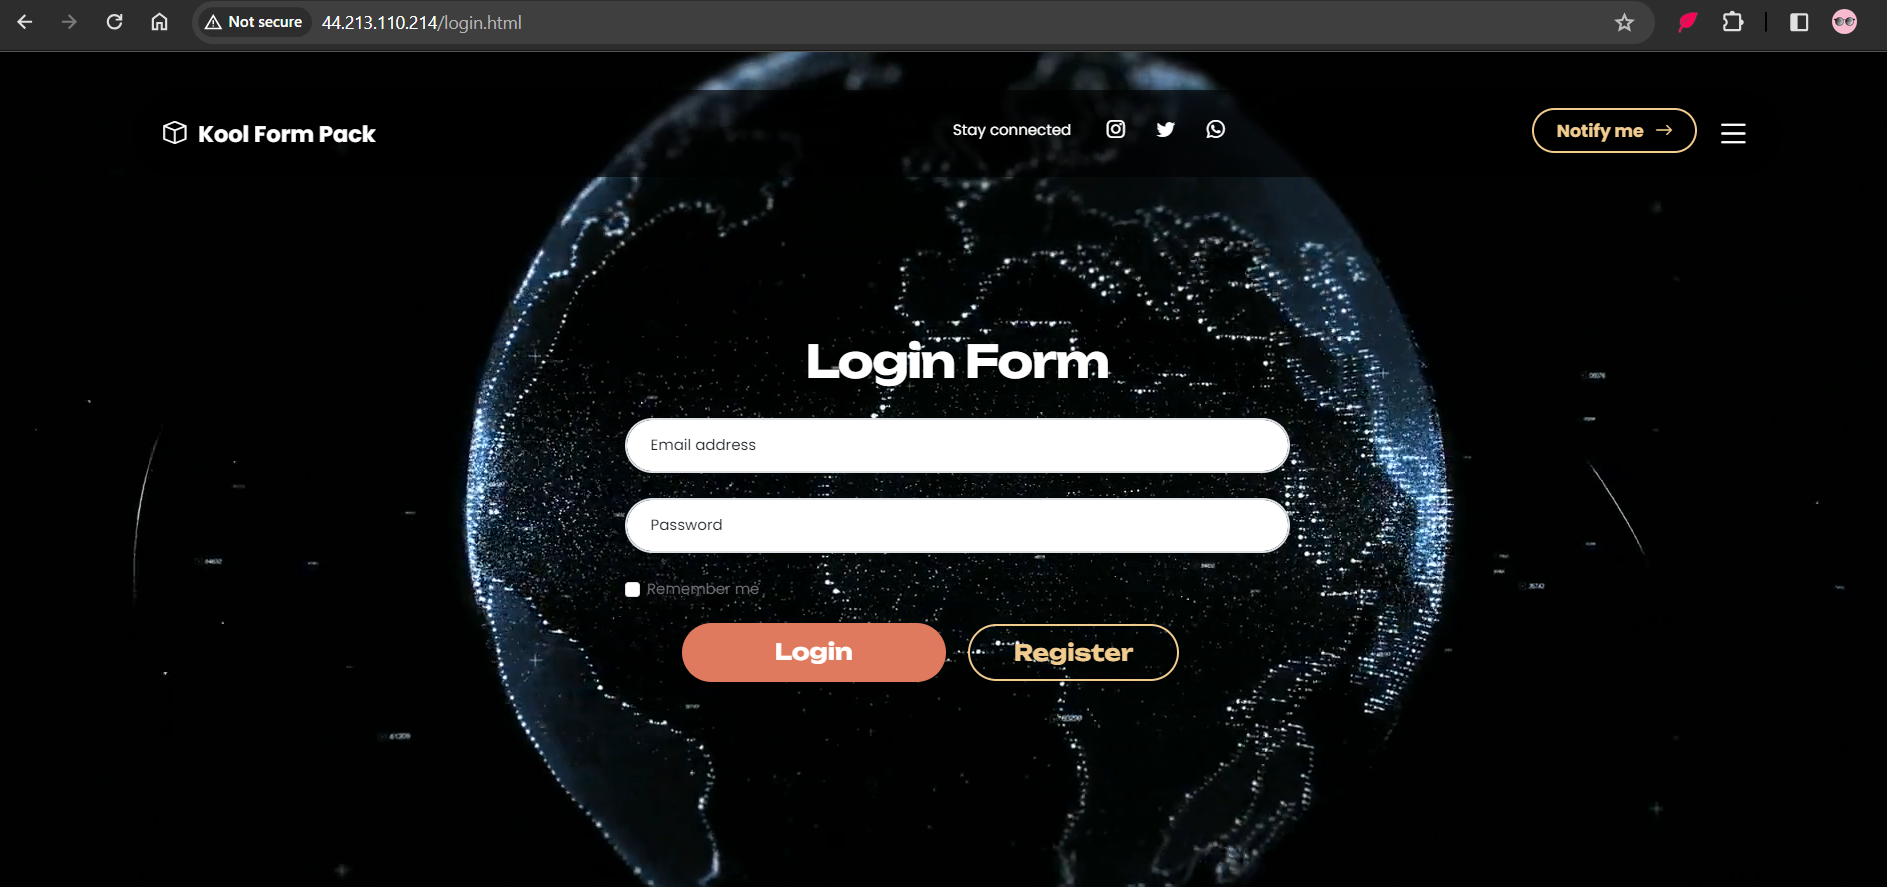 Not secure 44.213.110.214/login.html
Kool Form Pack
Stay connected
Notify me
Login Form
Email address
Password
Remember me
Login
Register